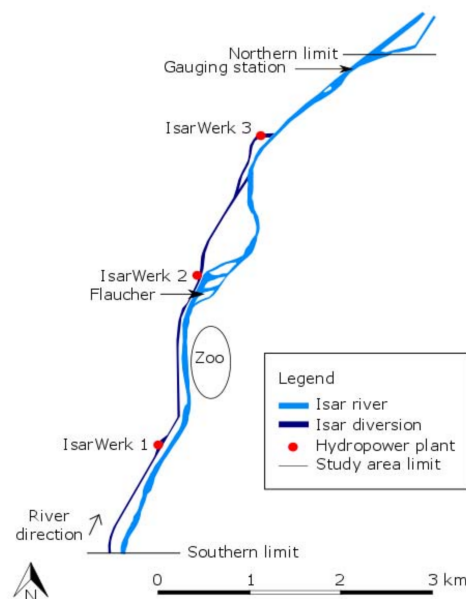 Northern limit
Gauging station
IsarWerk 3
IsarWerk 2
Flaucher
Zoo
Legend
Isar river
Isar diversion
Hydropower plant
Study area limit
IsarWerk 1
River
direction
Southern limit
N
0 1 2 3 km